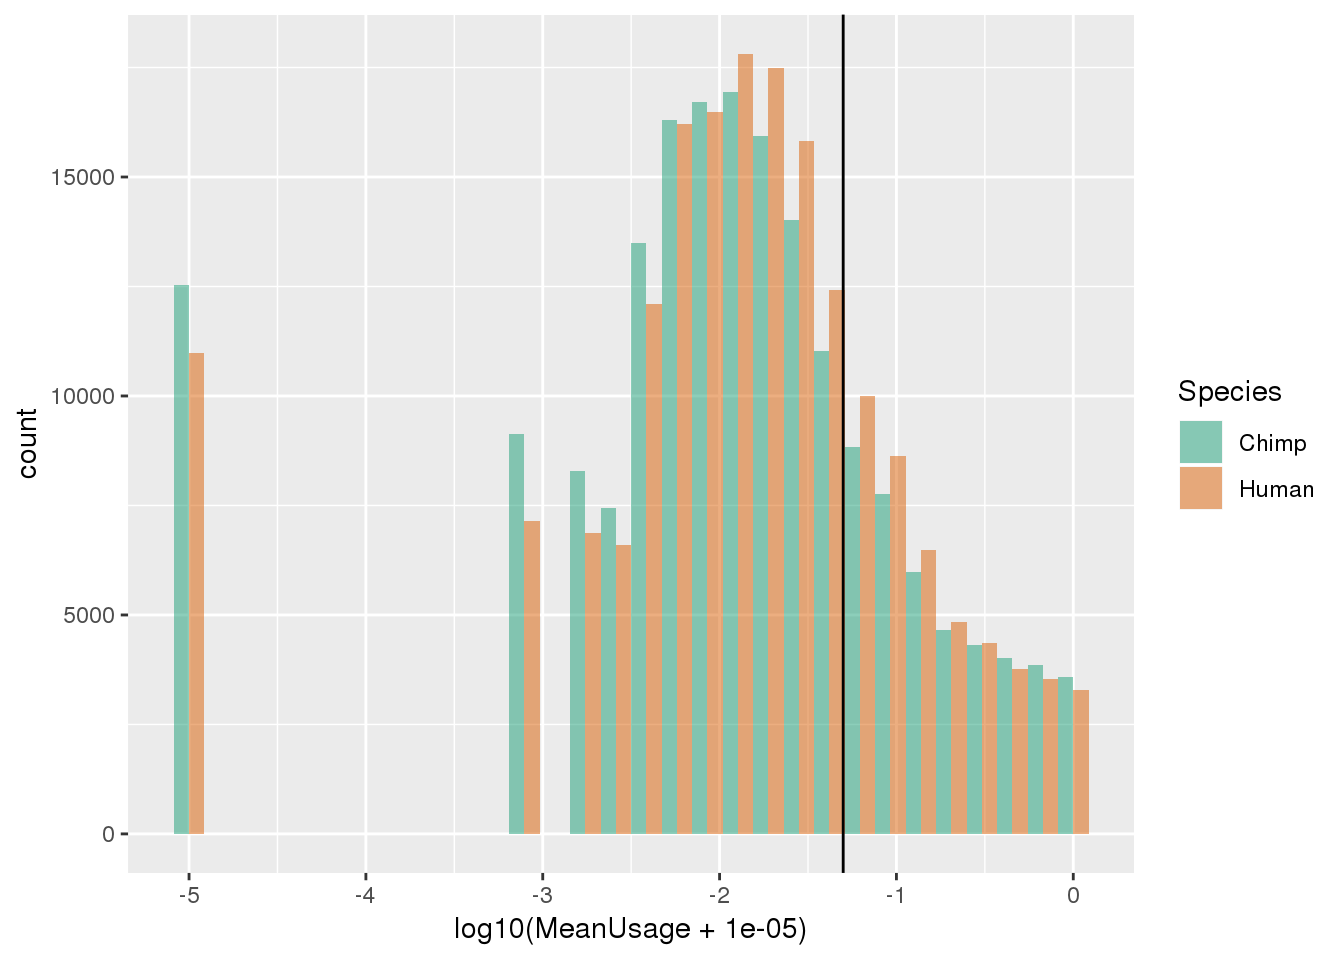 15000
10000
5000
0
count
-5
-4
-3
-2
-1
0
log10(MeanUsage + 1e-05)
Species
Chimp
Human